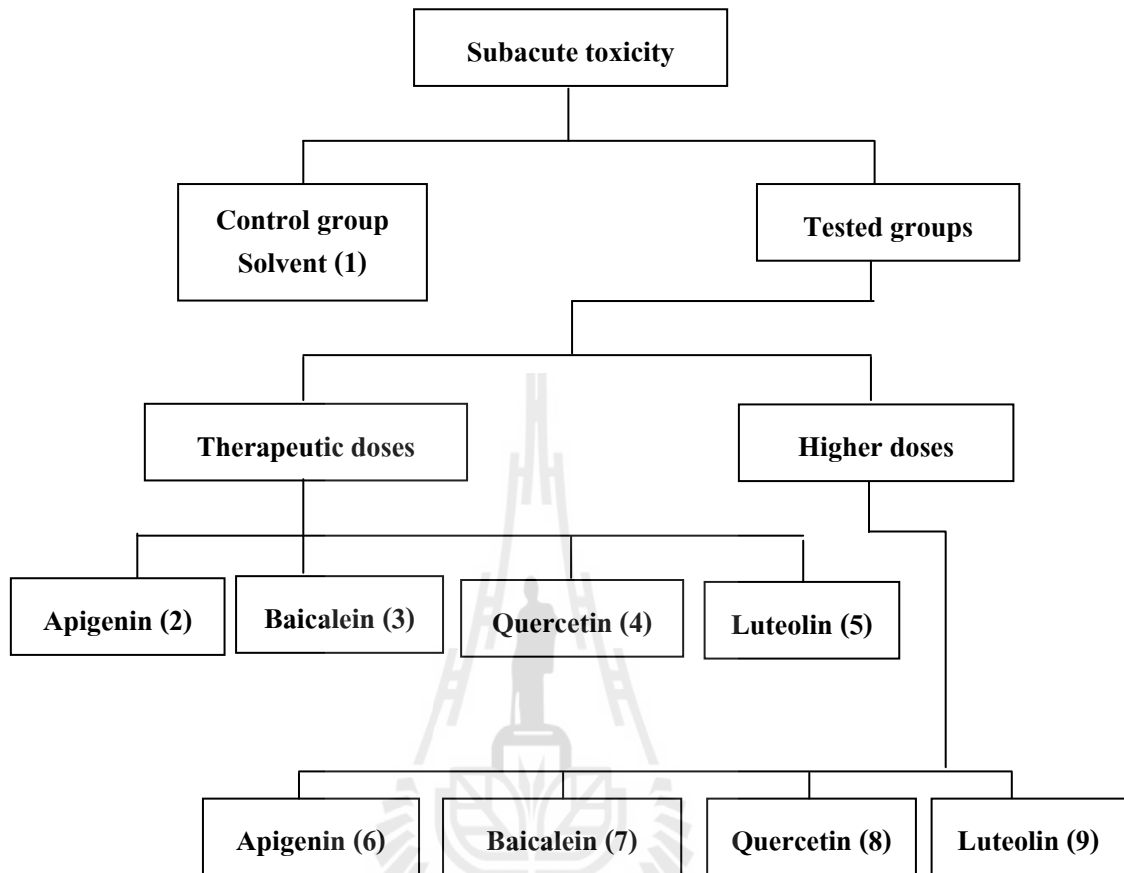 Subacute toxicity
Control group
Solvent (1)
Tested groups
Therapeutic doses
Higher doses
Apigenin (2)
Baicalein (3)
Quercetin (4)
Luteolin (5)
Apigenin (6)
Baicalein (7)
Quercetin (8)
Luteolin (9)